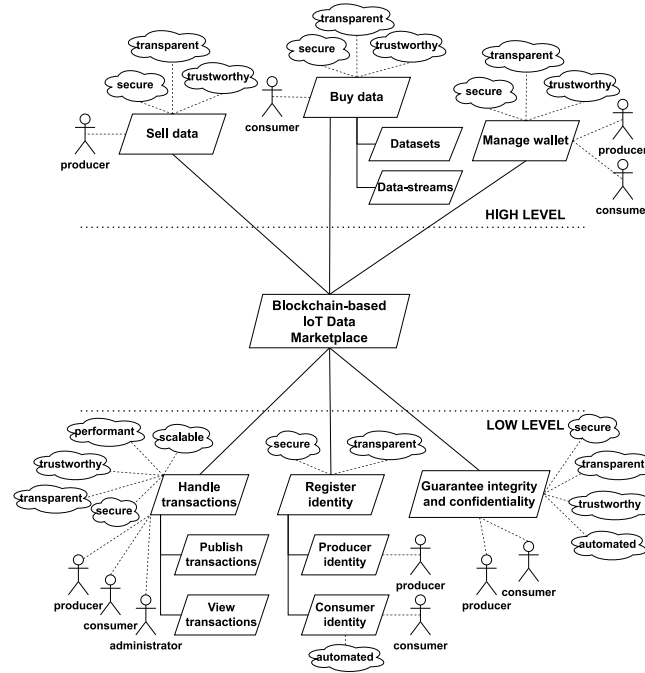 transparent
transparent
secure
trustworthy
transparent
secure
trustworthy
secure
trustworthy
producer
Sell data
consumer
Buy data
Datasets
Data-streams
Manage wallet
producer
consumer
HIGH LEVEL
Blockchain-based
IoT Data
Marketplace
LOW LEVEL
performant
scalable
trustworthy
transparent
secure
Handle
transactions
Publish
transactions
View
transactions
producer
consumer
administrator
secure
transparent
Register
identity
Producer
identity
producer
Consumer
identity
consumer
automated
Guarantee integrity
and confidentiality
secure
transparent
trustworthy
automated
producer
consumer